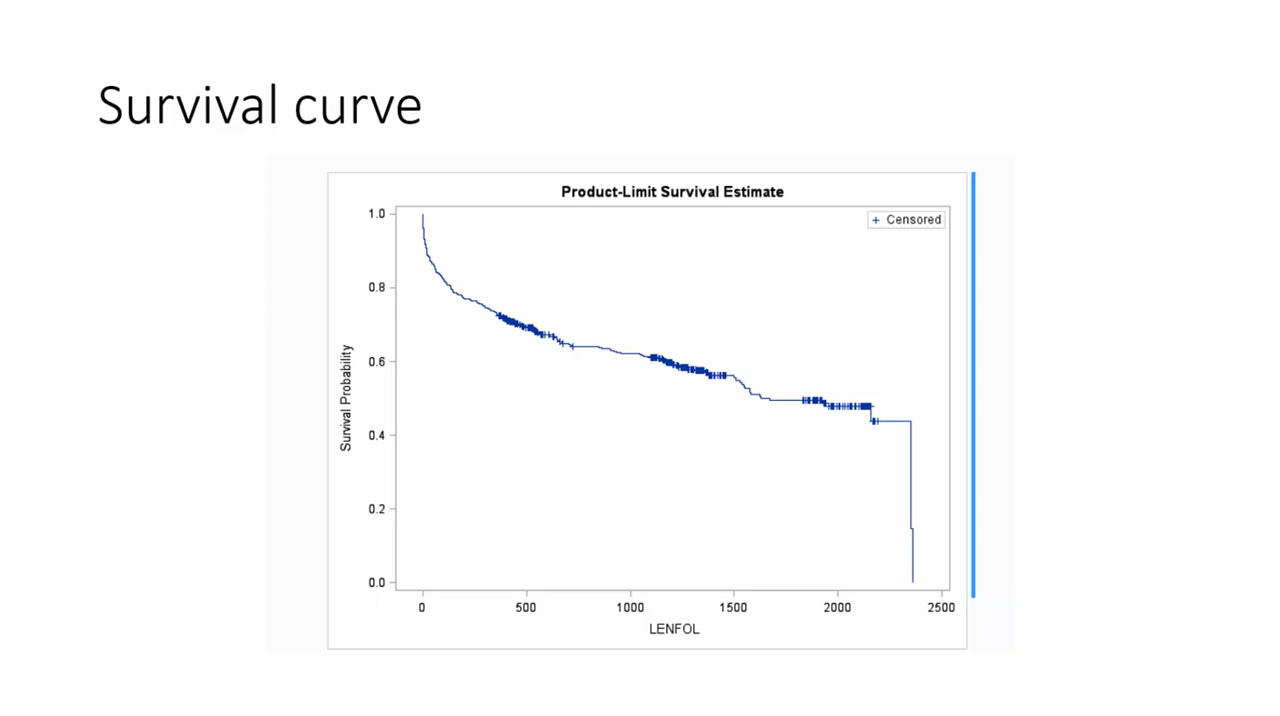 Survival curve
Product-Limit Survival Estimate
+ Censored
1.0
0.8
0.6
0.4
0.2
0.0
Survival Probability
0 500 1000 1500 2000 2500
LENFOL